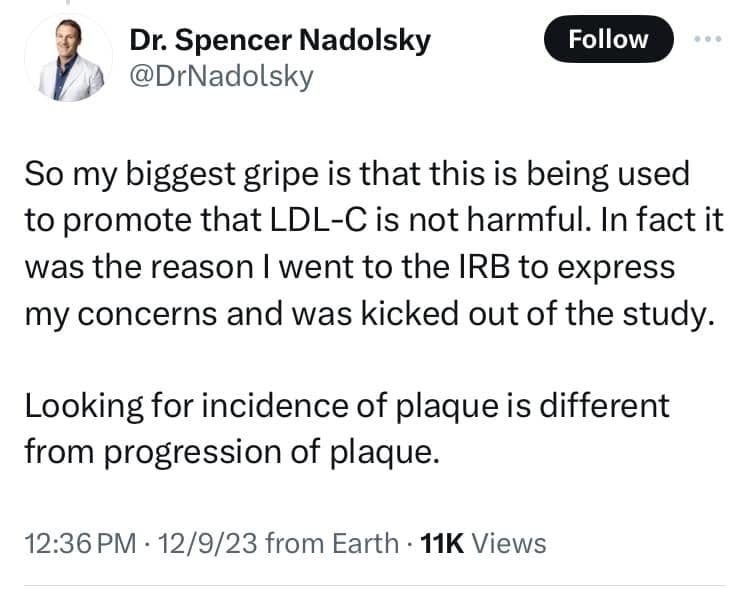 Dr. Spencer Nadolsky
@DrNadolsky
Follow
So my biggest gripe is that this is being used
to promote that LDL-C is not harmful. In fact it
was the reason I went to the IRB to express
my concerns and was kicked out of the study.
Looking for incidence of plaque is different
from progression of plaque.
12:36 PM · 12/9/23 from Earth · 11K Views